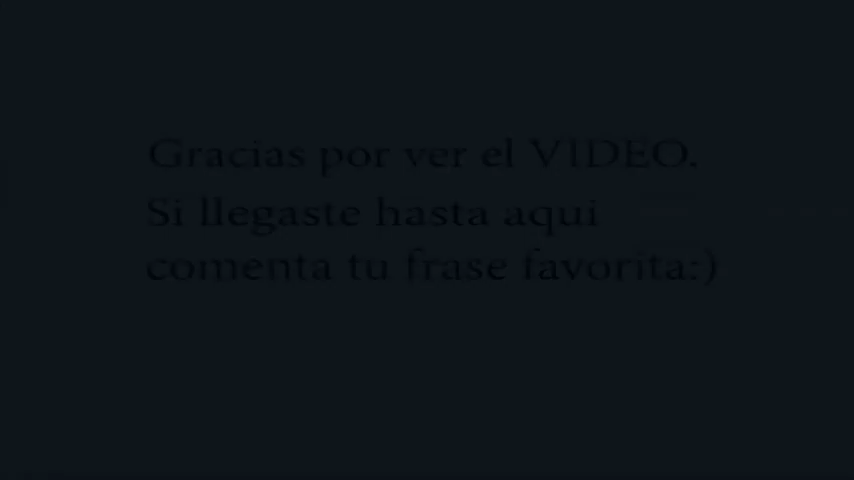 Gracias por ver el VIDEO.
Si llegaste hasta aqui
comenta tu frase favorita:)